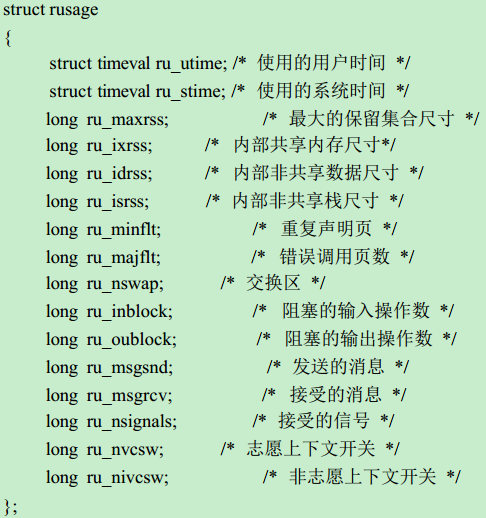 struct rusage
{
struct timeval ru_utime; /* 使用的用户时间 */
struct timeval ru_stime; /* 使用的系统时间 */
long ru_maxrss; /* 最大的保留集合尺寸 */
long ru_ixrss; /* 内部共享内存尺寸*/
long ru_idrss; /* 内部非共享数据尺寸 */
long ru_isrss; /* 内部非共享栈尺寸 */
long ru_minflt; /* 重复声明页 */
long ru_majflt; /* 错误调用页数 */
long ru_nswap; /* 交换区 */
long ru_inblock; /* 阻塞的输入操作数 */
long ru_oublock; /* 阻塞的输出操作数 */
long ru_msgsnd; /* 发送的消息 */
long ru_msgrcv; /* 接受的消息 */
long ru_nsignals; /* 接受的信号 */
long ru_nvcsw; /* 志愿上下文开关 */
long ru_nivcsw; /* 非志愿上下文开关 */
};